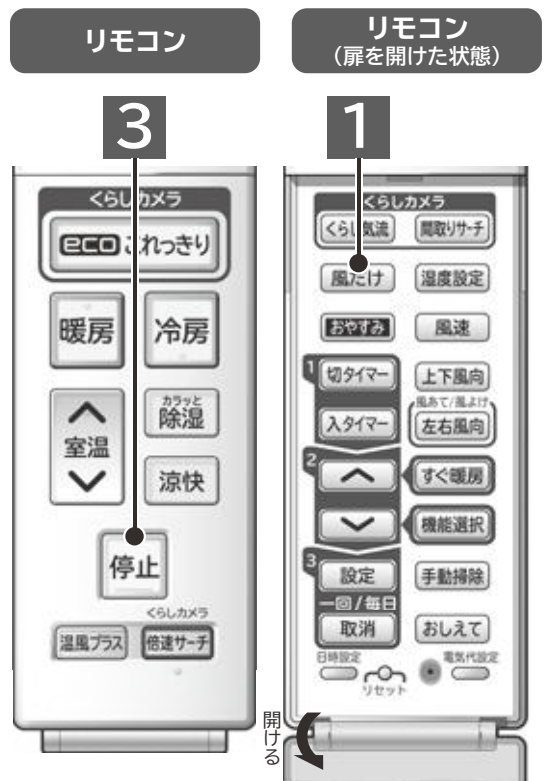 リモコン
リモコン
(扉を開けた状態)
3
1
くらしカメラ
eco これっきり
暖房
冷房
室温
カラッと
除湿
涼快
停止
くらしカメラ
温風プラス
倍速サーチ
くらしカメラ
くらし気流
間取りサーチ
風だけ
湿度設定
おやすみ
風速
1
切タイマー
上下風向
風あて/風よけ
入タイマー
左右風向
2
すぐ暖房
機能選択
3
設定
手動掃除
一回/毎日
取消
おしえて
日時設定
リセット
電気代設定
開ける